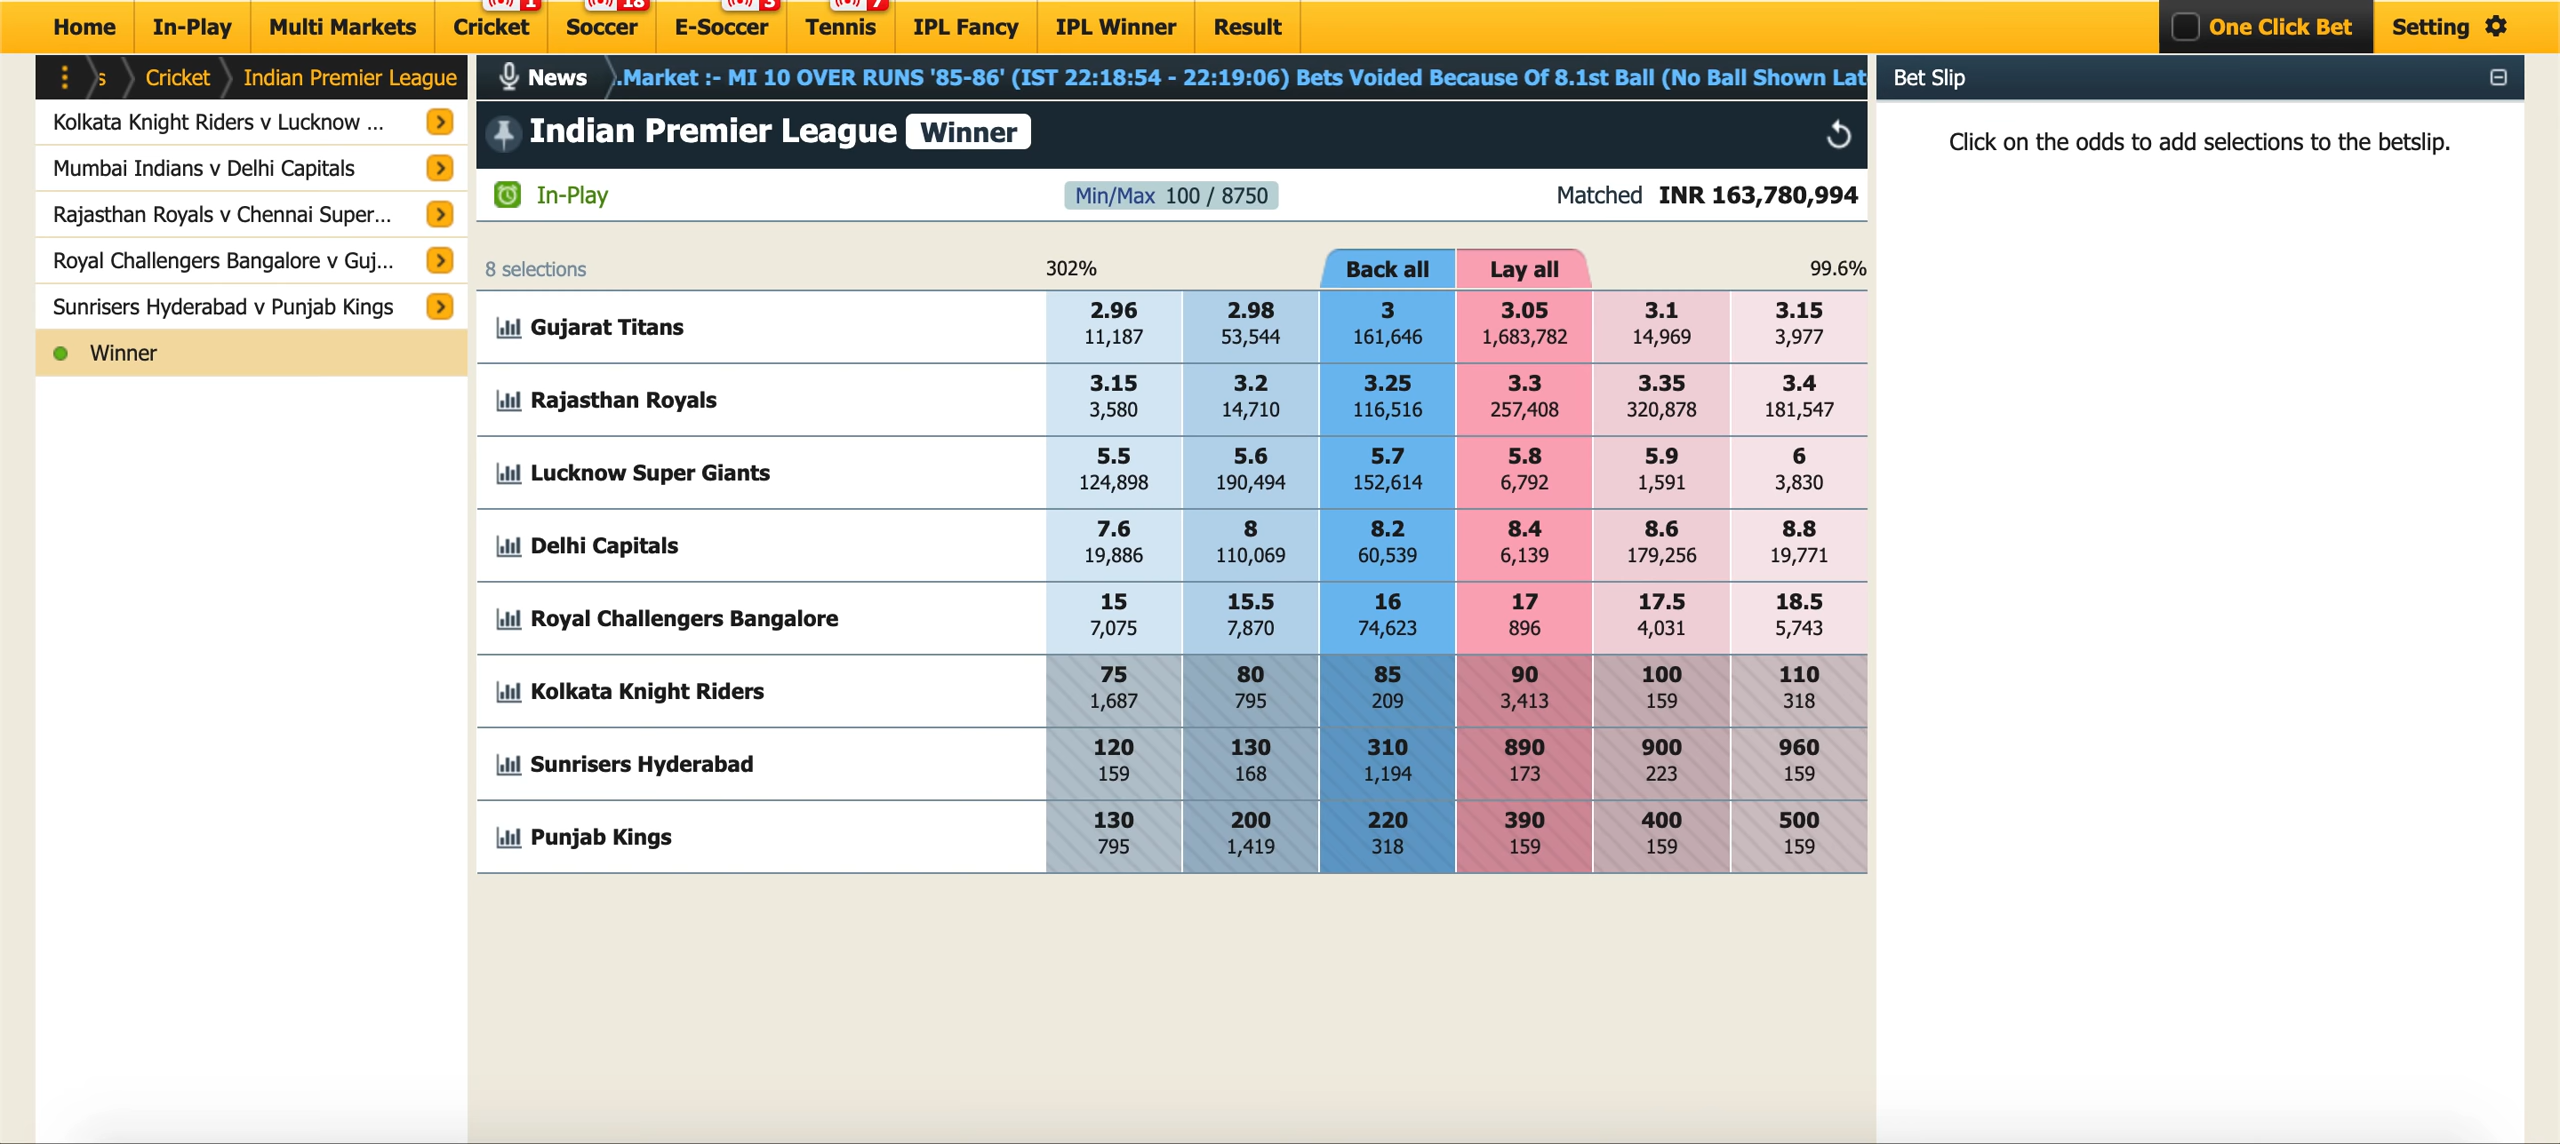 Home In-Play Multi Markets Cricket 1 Soccer 18 E-Soccer 3 Tennis 7 IPL Fancy IPL Winner Result One Click Bet Setting
s Cricket Indian Premier League
Kolkata Knight Riders v Lucknow ...
Mumbai Indians v Delhi Capitals
Rajasthan Royals v Chennai Super...
Royal Challengers Bangalore v Guj...
Sunrisers Hyderabad v Punjab Kings
Winner
News .Market :- MI 10 OVER RUNS '85-86' (IST 22:18:54 - 22:19:06) Bets Voided Because Of 8.1st Ball (No Ball Shown Lat
Indian Premier League Winner
In-Play Min/Max 100 / 8750 Matched INR 163,780,994
8 selections 302% Back all Lay all 99.6%
Gujarat Titans 2.96 2.98 3 3.05 3.1 3.15
11,187 53,544 161,646 1,683,782 14,969 3,977
Rajasthan Royals 3.15 3.2 3.25 3.3 3.35 3.4
3,580 14,710 116,516 257,408 320,878 181,547
Lucknow Super Giants 5.5 5.6 5.7 5.8 5.9 6
124,898 190,494 152,614 6,792 1,591 3,830
Delhi Capitals 7.6 8 8.2 8.4 8.6 8.8
19,886 110,069 60,539 6,139 179,256 19,771
Royal Challengers Bangalore 15 15.5 16 17 17.5 18.5
7,075 7,870 74,623 896 4,031 5,743
Kolkata Knight Riders 75 80 85 90 100 110
1,687 795 209 3,413 159 318
Sunrisers Hyderabad 120 130 310 890 900 960
159 168 1,194 173 223 159
Punjab Kings 130 200 220 390 400 500
795 1,419 318 159 159 159
Bet Slip
Click on the odds to add selections to the betslip.